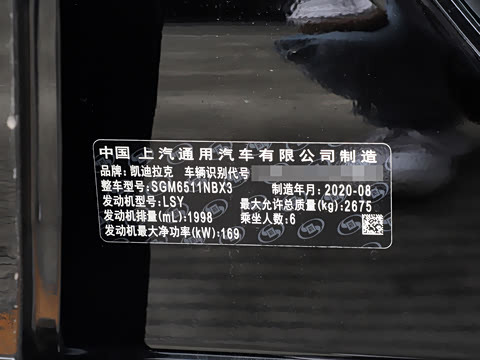 中国 上汽通用汽车有限公司制造
品牌:凯迪拉克 车辆识别代号
整车型号:SGM6511NBX3 制造年月:2020-08
发动机型号:LSY 最大允许总质量(kg):2675
发动机排量(mL):1998 乘坐人数:6
发动机最大净功率(kW):169